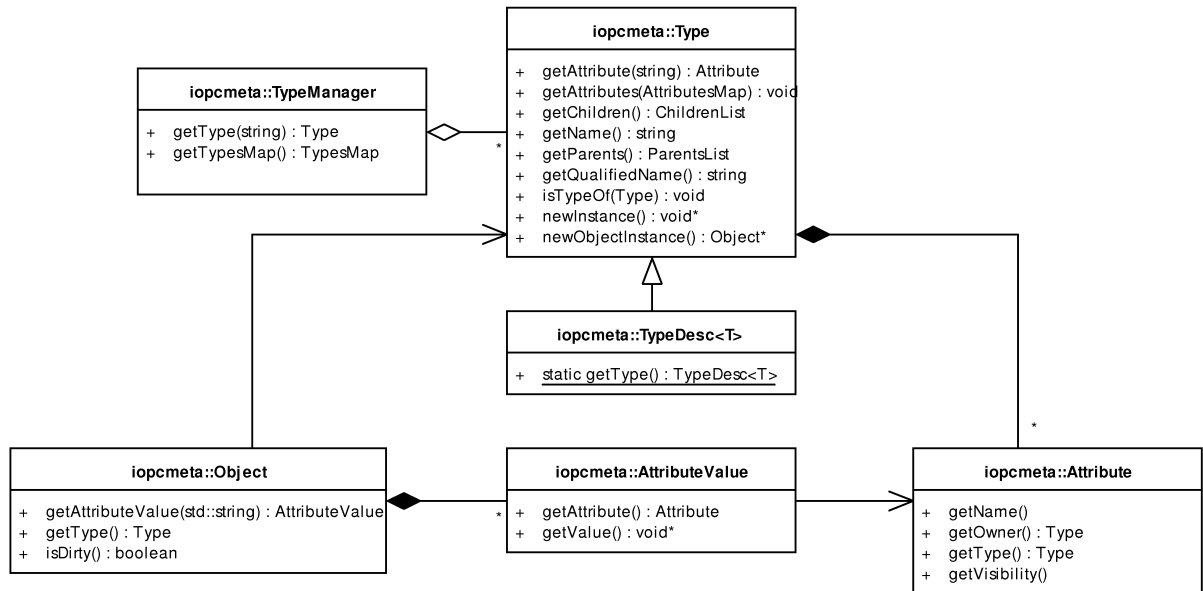 iopcmeta::Type
+ getAttribute(string) : Attribute
+ getAttributes(AttributesMap) : void
+ getChildren() : ChildrenList
+ getName() : string
+ getParents() : ParentsList
+ getQualifiedName() : string
+ isTypeOf(Type) : void
+ newInstance() : void*
+ newObjectInstance() : Object*
iopcmeta::TypeManager
+ getType(string) : Type
+ getTypesMap() : TypesMap
*
iopcmeta::TypeDesc<T>
+ static getType() : TypeDesc<T>
*
iopcmeta::Object
+ getAttributeValue(std::string) : AttributeValue
+ getType() : Type
+ isDirty() : boolean
*
iopcmeta::AttributeValue
+ getAttribute() : Attribute
+ getValue() : void*
iopcmeta::Attribute
+ getName()
+ getOwner() : Type
+ getType() : Type
+ getVisibility()